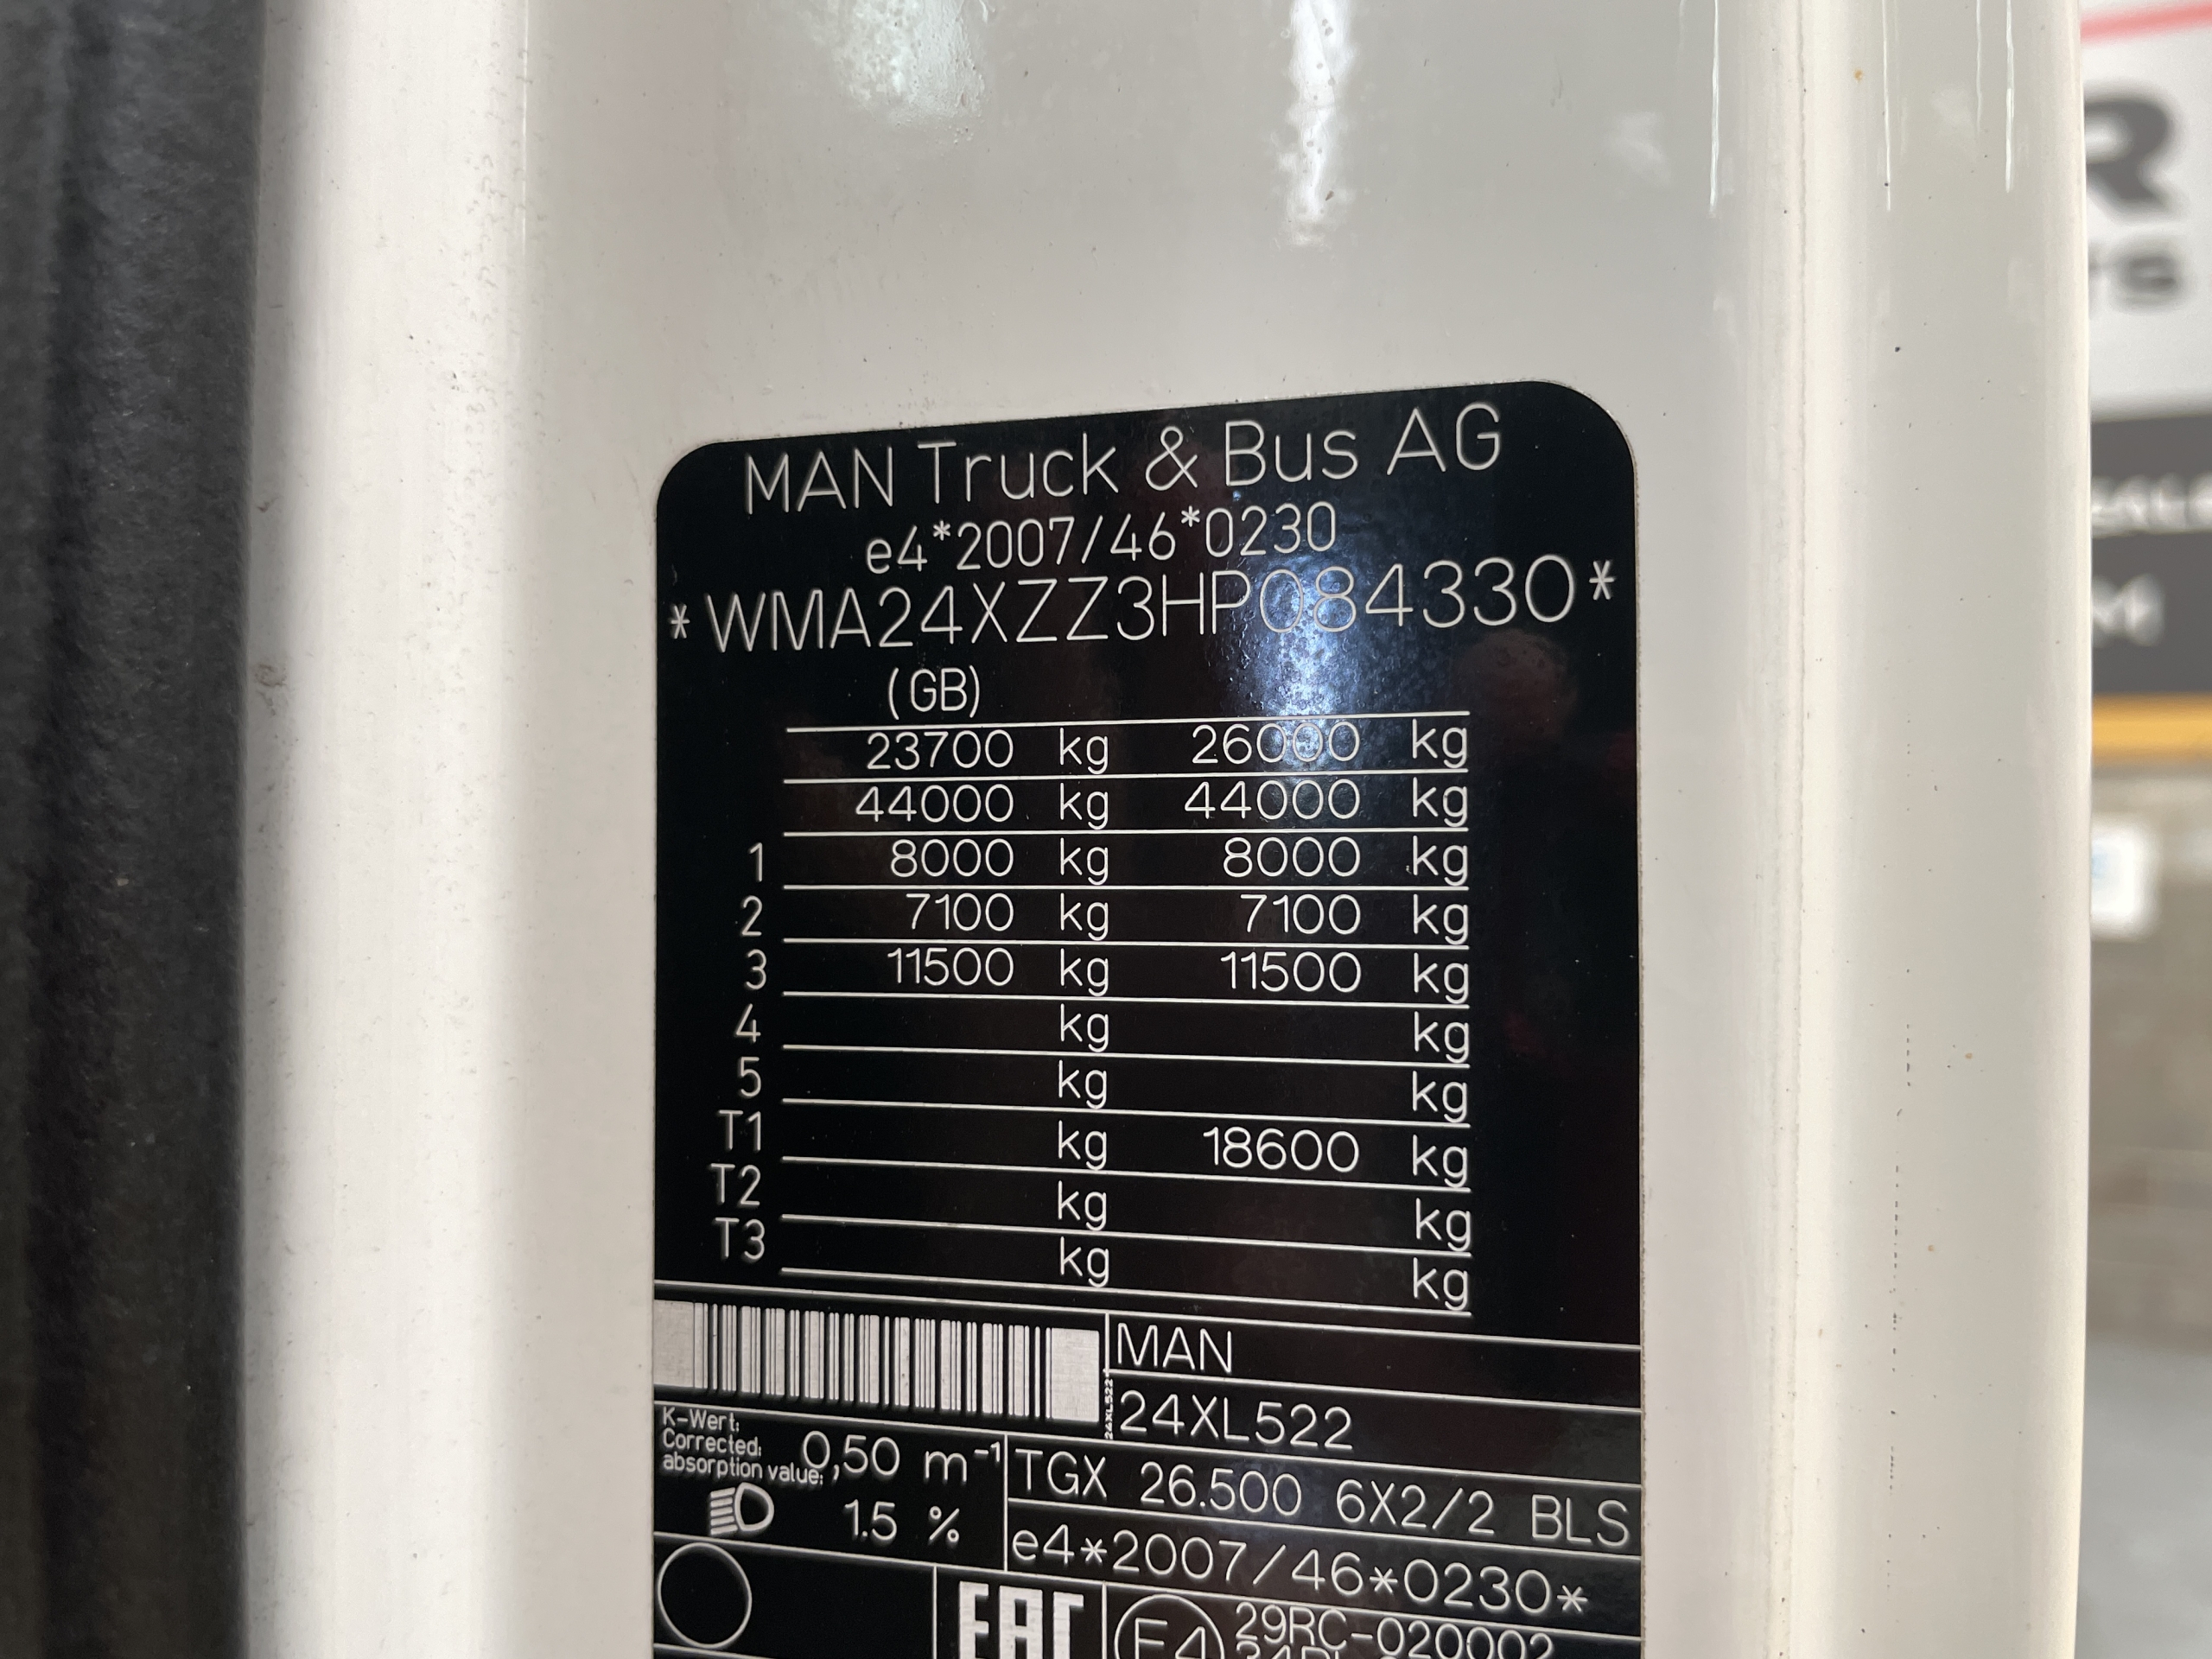 MAN Truck & Bus AG
e4*2007/46*0230
*WMA24XZZ3HP084330*
(GB)
23700 kg 26000 kg
44000 kg 44000 kg
1 8000 kg 8000 kg
2 7100 kg 7100 kg
3 11500 kg 11500 kg
4 kg kg
5 kg kg
T1 kg 18600 kg
T2 kg kg
T3 kg kg
MAN
24XL522
24XL522
K-Wert:
Corrected:
absorption value:
0,50 m⁻¹
1.5 %
TGX 26.500 6X2/2 BLS
e4*2007/46*0230*
EAC
E4
29RC-020002
R